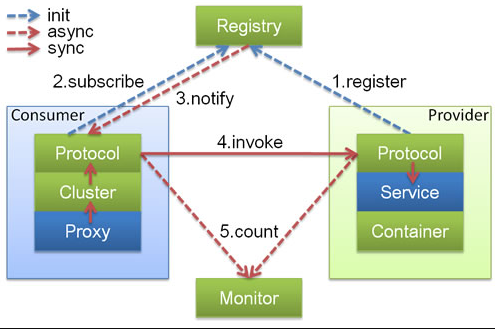 init
async
sync
Registry
2.subscribe
3.notify
1.register
Consumer
Provider
Protocol
4.invoke
Protocol
Cluster
Service
Proxy
5.count
Container
Monitor